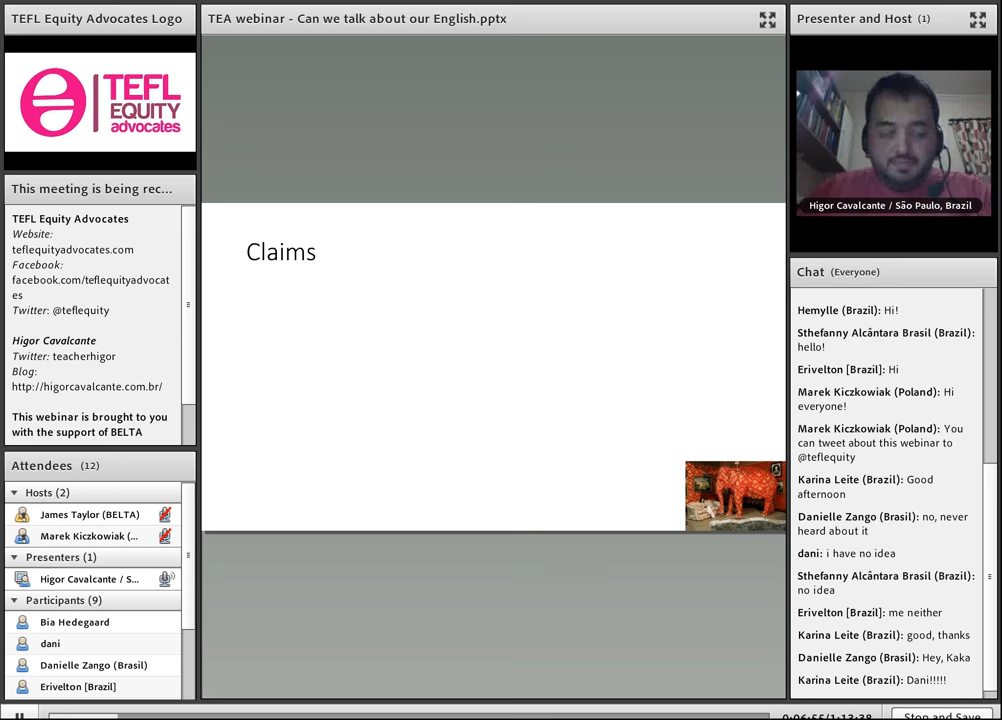 TEFL Equity Advocates Logo
TEFL
EQUITY
advocates
This meeting is being rec...
TEFL Equity Advocates
Website:
teflequityadvocates.com
Facebook:
facebook.com/teflequityadvocat
es
Twitter: @teflequity
Higor Cavalcante
Twitter: teacherhigor
Blog:
http://higorcavalcante.com.br/
This webinar is brought to you
with the support of BELTA
Attendees (12)
Hosts (2)
James Taylor (BELTA)
Marek Kiczkowiak (...
Presenters (1)
Higor Cavalcante / S...
Participants (9)
Bia Hedegaard
dani
Danielle Zango (Brasil)
Erivelton [Brazil]
TEA webinar - Can we talk about our English.pptx
Claims
Presenter and Host (1)
Higor Cavalcante / São Paulo, Brazil
Chat (Everyone)
Hemylle (Brazil): Hi!
Sthefanny Alcântara Brasil (Brazil):
hello!
Erivelton [Brazil]: Hi
Marek Kiczkowiak (Poland): Hi
everyone!
Marek Kiczkowiak (Poland): You
can tweet about this webinar to
@teflequity
Karina Leite (Brazil): Good
afternoon
Danielle Zango (Brasil): no, never
heard about it
dani: i have no idea
Sthefanny Alcântara Brasil (Brazil):
no idea
Erivelton [Brazil]: me neither
Karina Leite (Brazil): good, thanks
Danielle Zango (Brasil): Hey, Kaka
Karina Leite (Brazil): Dani!!!!!
0:06:55/1:13:38
Stop and Save